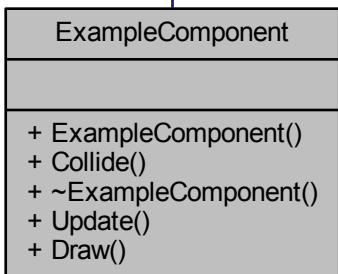 ExampleComponent
+ ExampleComponent()
+ Collide()
+ ~ExampleComponent()
+ Update()
+ Draw()